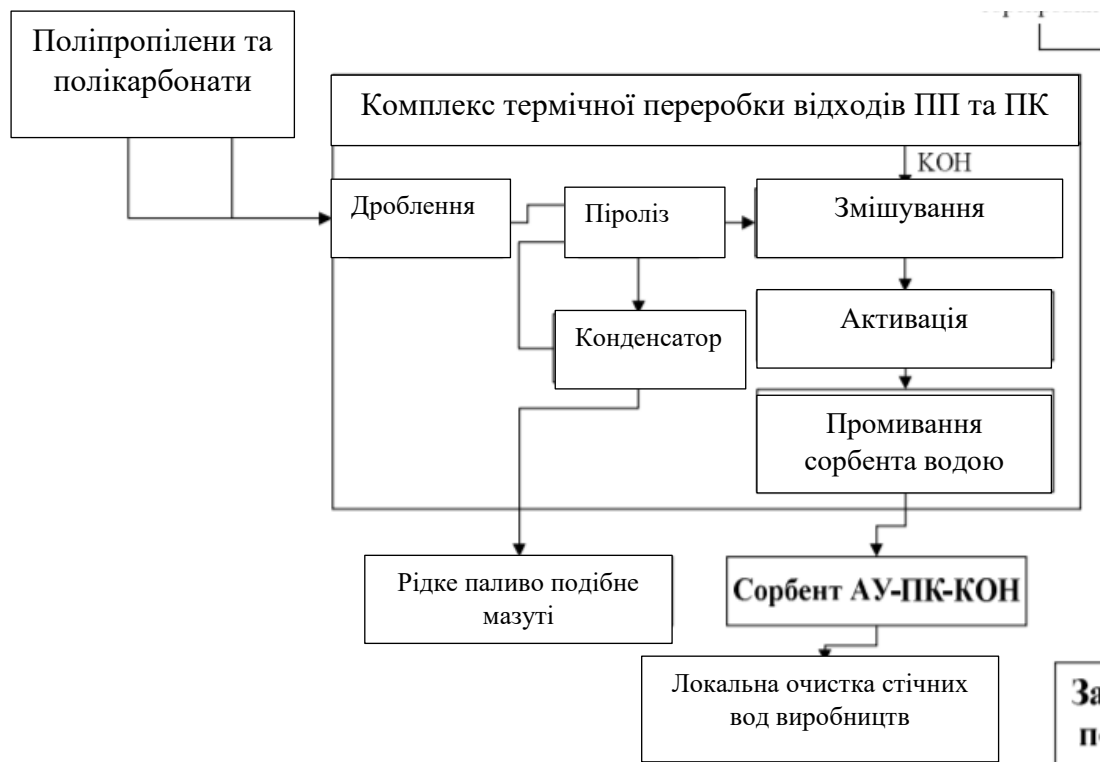 Поліпропілени та
полікарбонати
Комплекс термічної переробки відходів ПП та ПК
КОН
Дроблення
Піроліз
Змішування
Конденсатор
Активація
Промивання
сорбента водою
Рідке паливо подібне
мазуті
Сорбент АУ-ПК-КОН
Локальна очистка стічних
вод виробництв
За